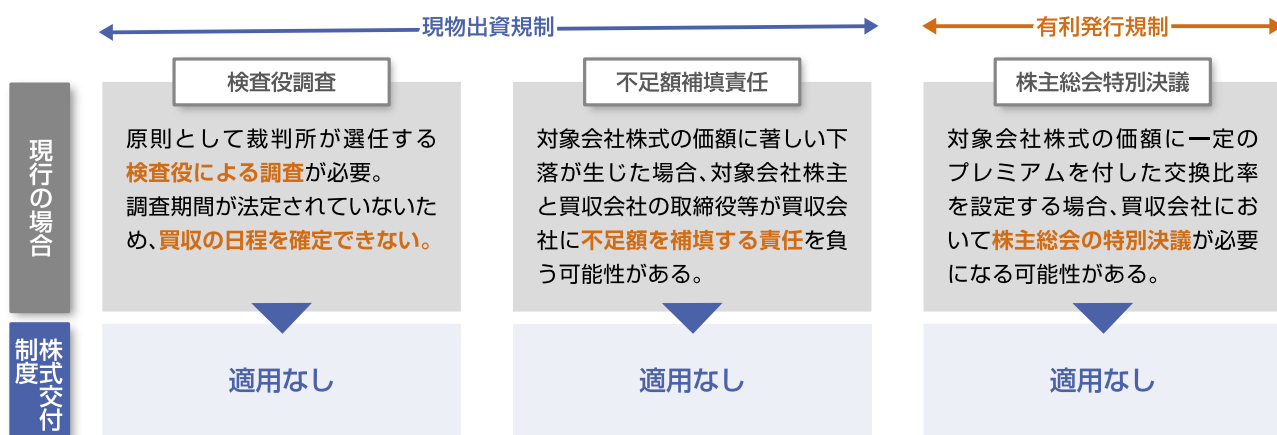 現物出資規制
有利発行規制
現行の場合
検査役調査
原則として裁判所が選任する
検査役による調査が必要。
調査期間が法定されていないた
め、買収の日程を確定できない。
不足額補填責任
対象会社株式の価額に著しい下
落が生じた場合、対象会社株主
と買収会社の取締役等が買収会
社に不足額を補填する責任を負
う可能性がある。
株主総会特別決議
対象会社株式の価額に一定の
プレミアムを付した交換比率
を設定する場合、買収会社にお
いて株主総会の特別決議が必要
になる可能性がある。
株式交付
制度
適用なし
適用なし
適用なし